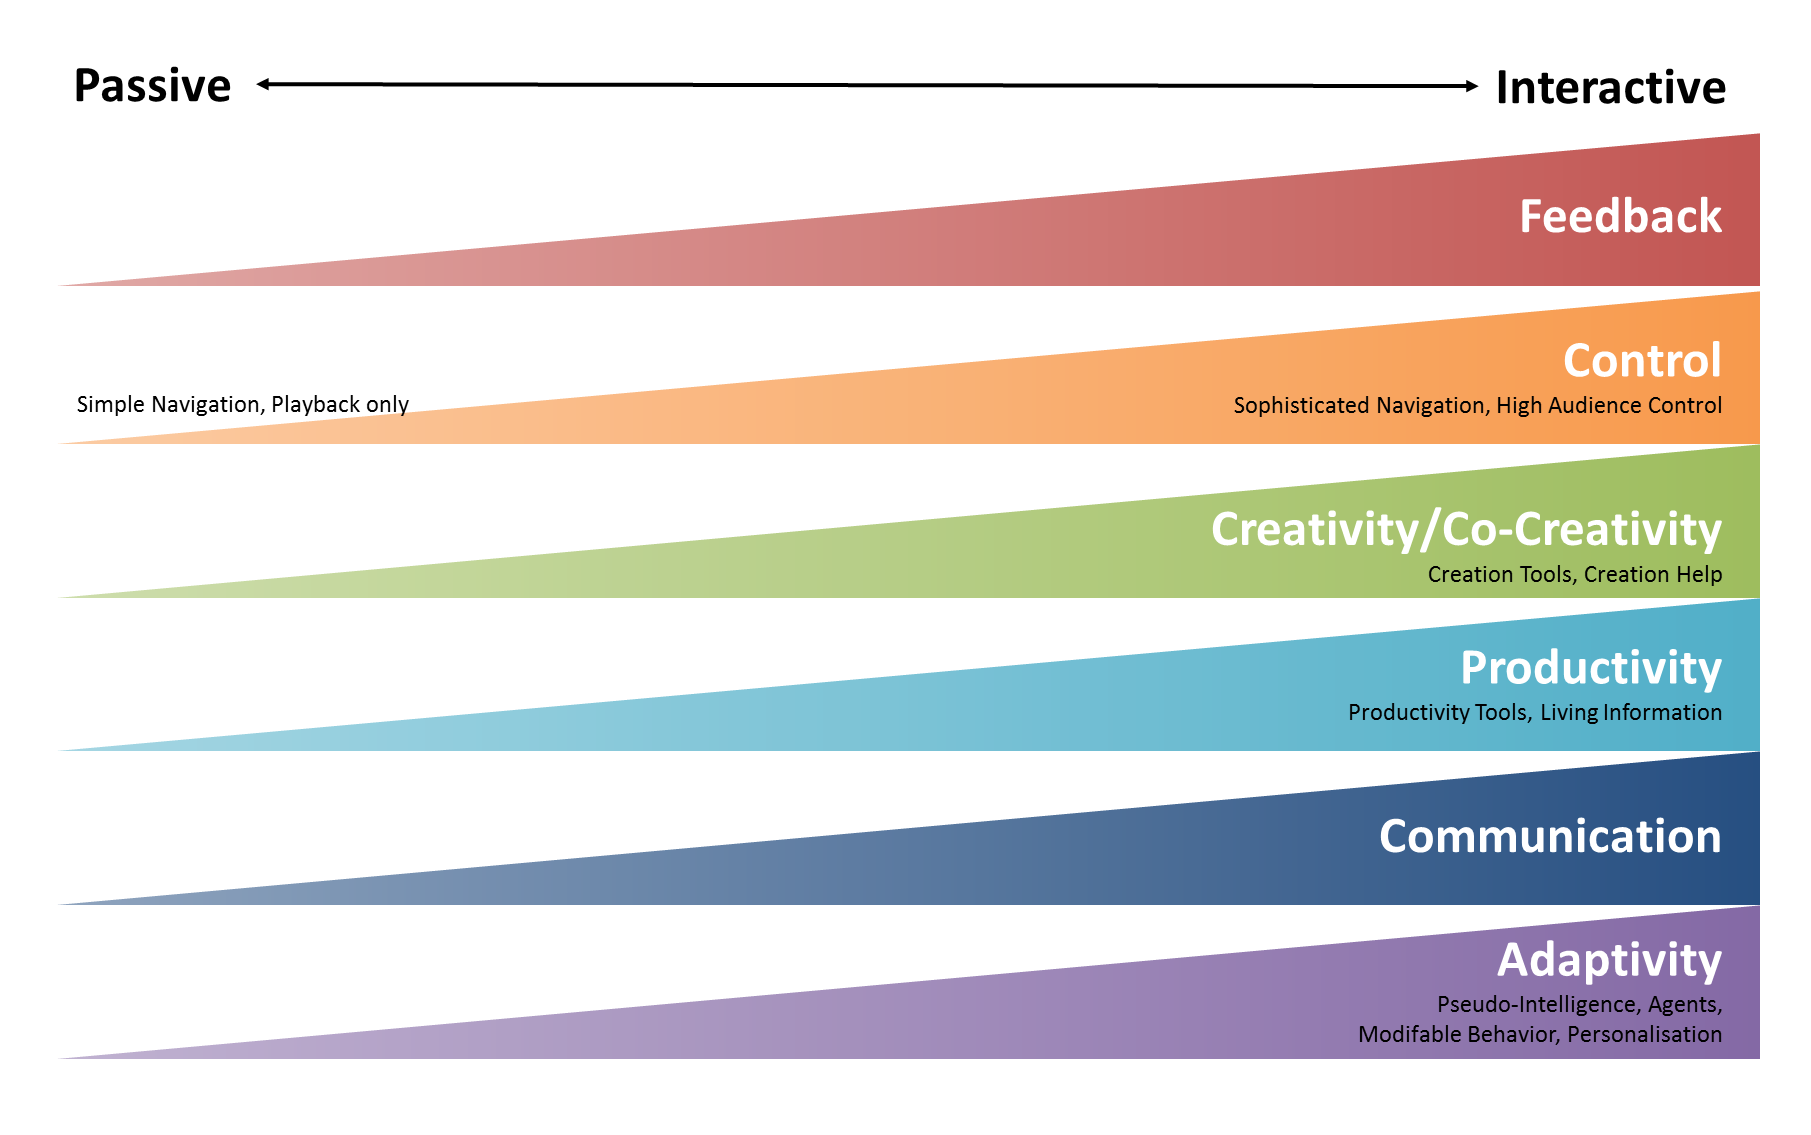 Passive
Interactive
Feedback
Control
Simple Navigation, Playback only
Sophisticated Navigation, High Audience Control
Creativity/Co-Creativity
Creation Tools, Creation Help
Productivity
Productivity Tools, Living Information
Communication
Adaptivity
Pseudo-Intelligence, Agents,
Modifable Behavior, Personalisation